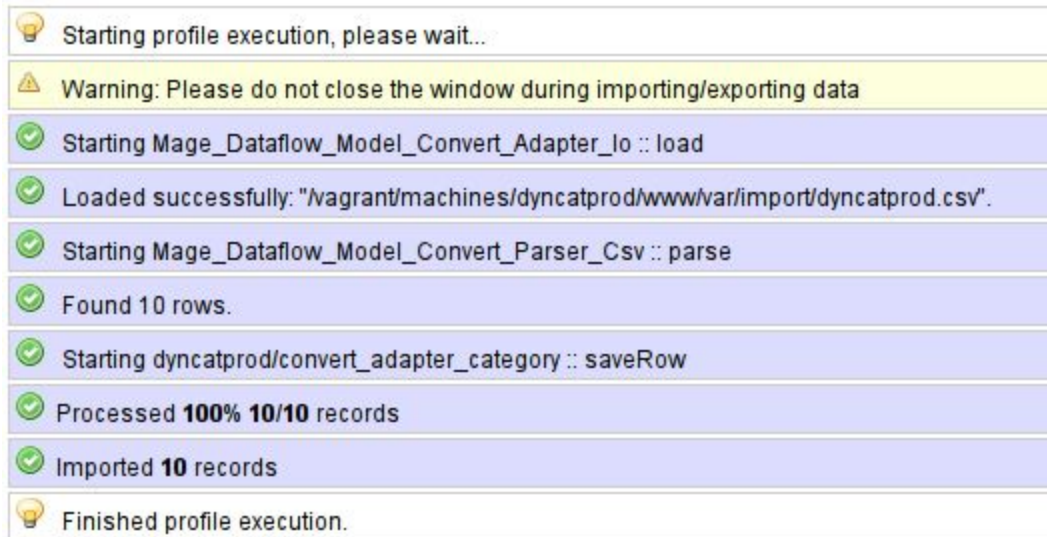 Starting profile execution, please wait...
Warning: Please do not close the window during importing/exporting data
Starting Mage_Dataflow_Model_Convert_Adapter_Io :: load
Loaded successfully: "/vagrant/machines/dyncatprod/www/var/import/dyncatprod.csv".
Starting Mage_Dataflow_Model_Convert_Parser_Csv :: parse
Found 10 rows.
Starting dyncatprod/convert_adapter_category :: saveRow
Processed 100% 10/10 records
Imported 10 records
Finished profile execution.